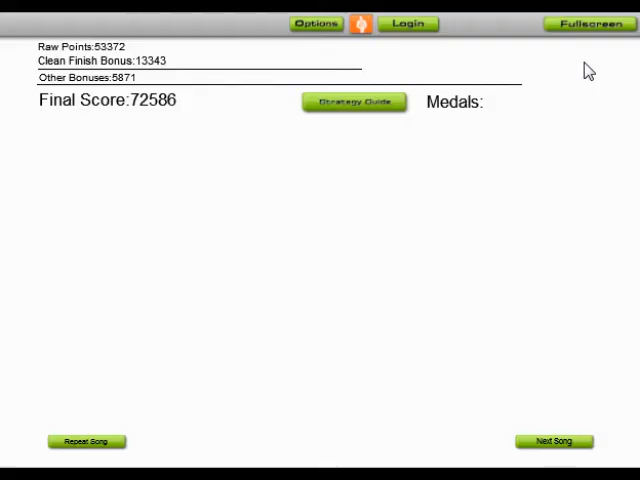 Options Login Fullscreen
Raw Points:53372
Clean Finish Bonus:13343
Other Bonuses:5871
Final Score:72586 Strategy Guide Medals:
Repeat Song Next Song